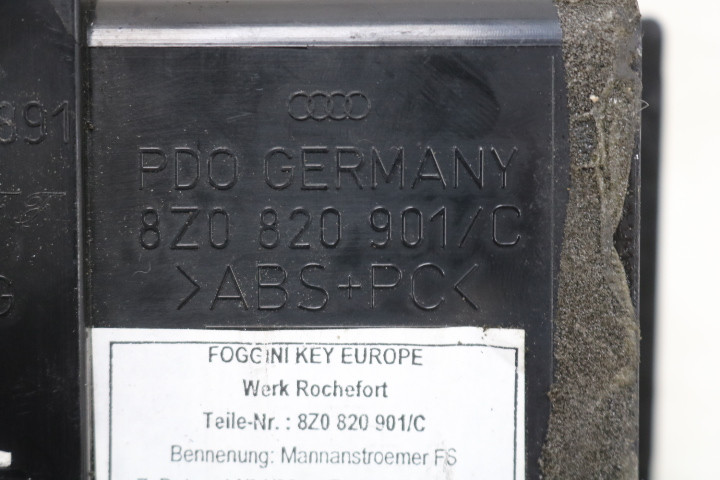 891
PDO GERMANY
8Z0 820 901/C
>ABS+PC<
G
FOGGINI KEY EUROPE
Werk Rochefort
Teile-Nr. : 8Z0 820 901/C
Bennenung: Mannanstroemer FS